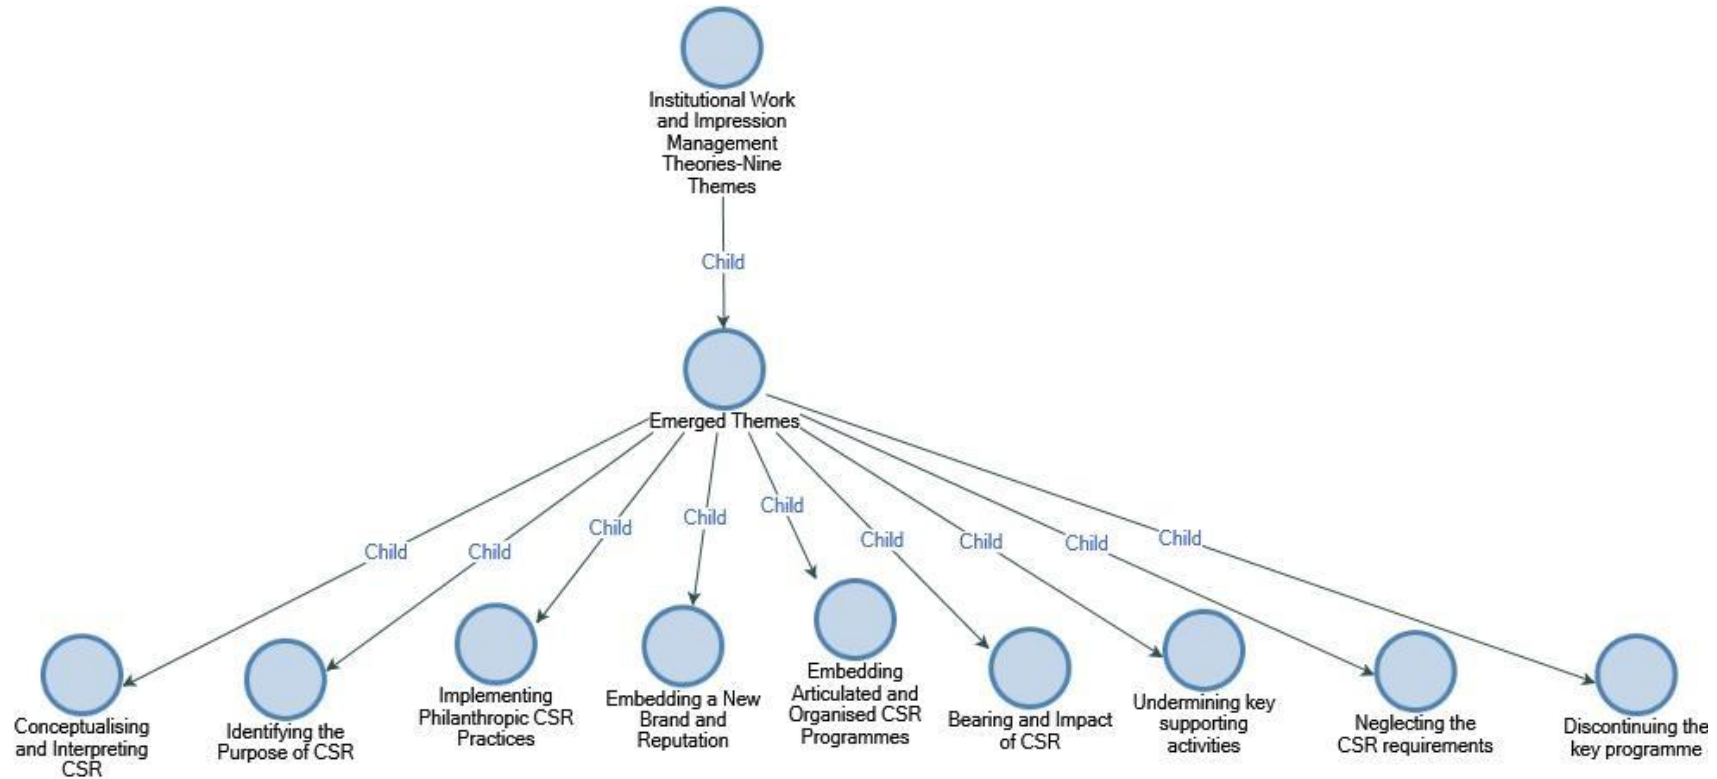 Institutional Work
and Impression
Management
Theories-Nine
Themes
Child
Emerged Themes
Child
Child
Child
Child
Child
Child
Child
Child
Child
Conceptualising
and Interpreting
CSR
Identifying the
Purpose of CSR
Implementing
Philanthropic CSR
Practices
Embedding a New
Brand and
Reputation
Embedding
Articulated and
Organised CSR
Programmes
Bearing and Impact
of CSR
Undermining key
supporting
activities
Neglecting the
CSR requirements
Discontinuing the
key programme